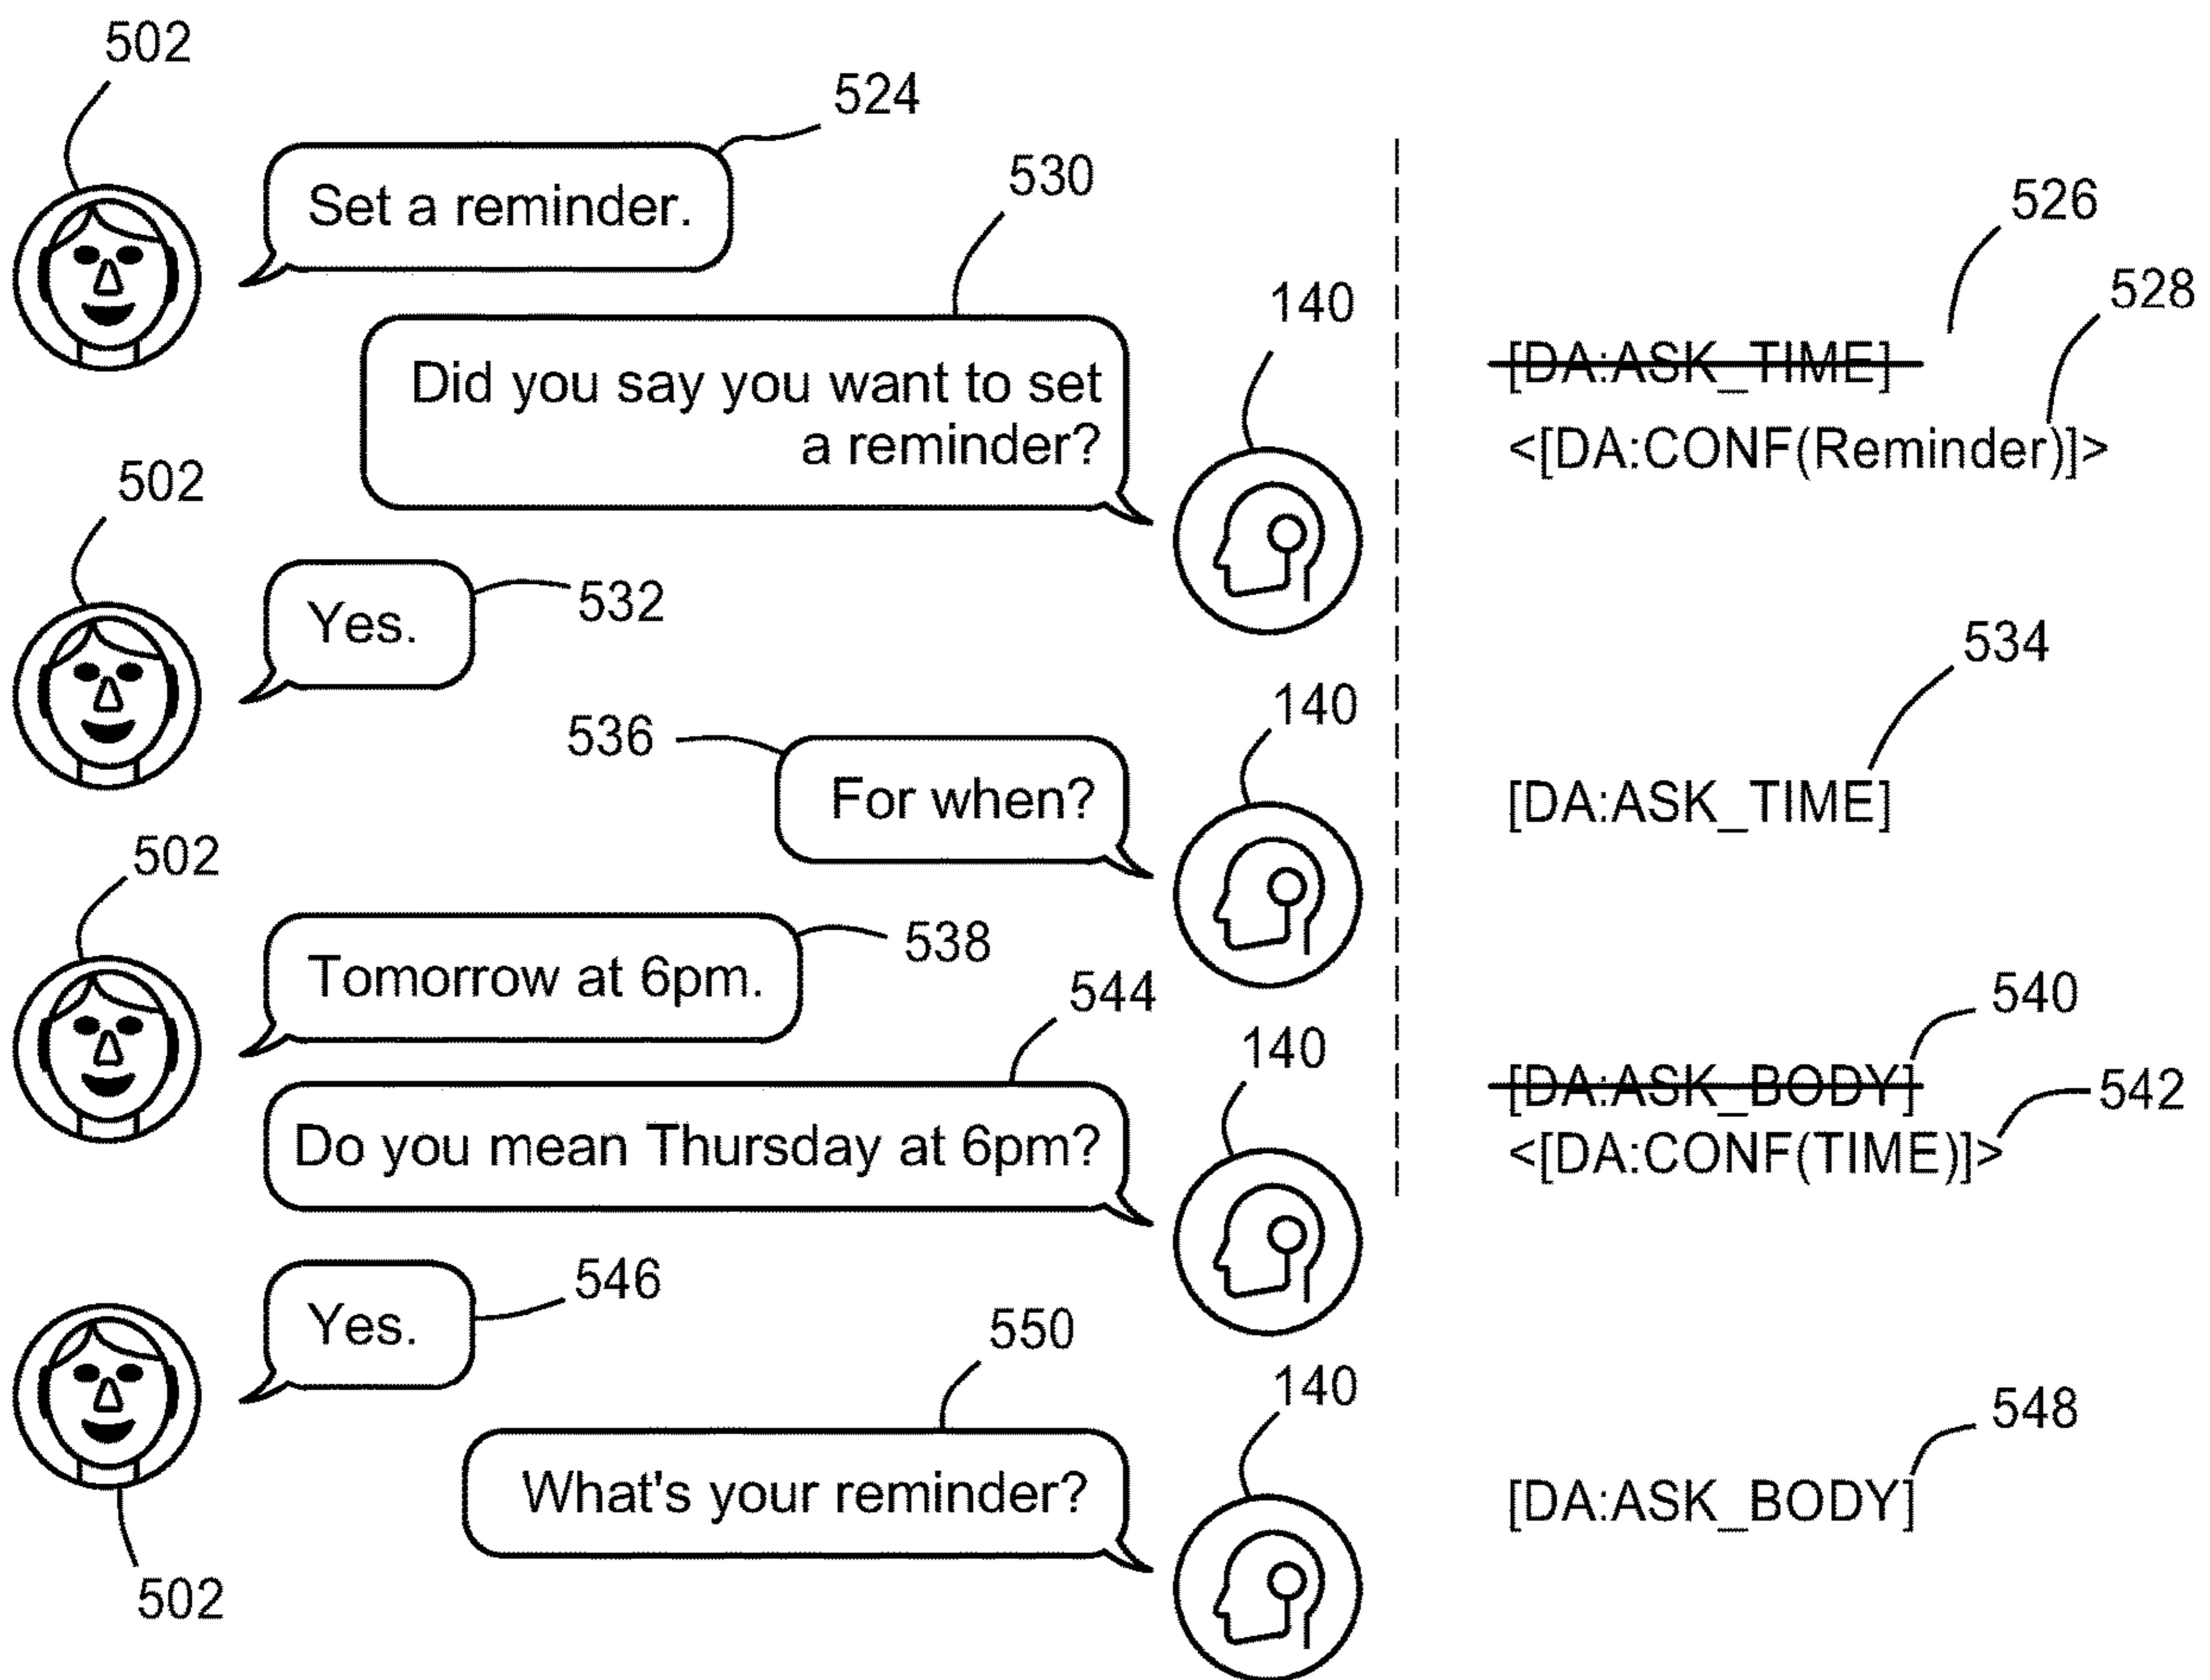 502
524
Set a reminder.
530
526
528
140
[DA:ASK_TIME]
Did you say you want to set
a reminder?
<[DA:CONF(Reminder)]>
502
Yes.
532
534
140
536
For when?
[DA:ASK_TIME]
502
Tomorrow at 6pm.
538
544
540
140
[DA:ASK_BODY]
542
Do you mean Thursday at 6pm?
<[DA:CONF(TIME)]>
Yes.
546
550
140
548
What's your reminder?
[DA:ASK_BODY]
502